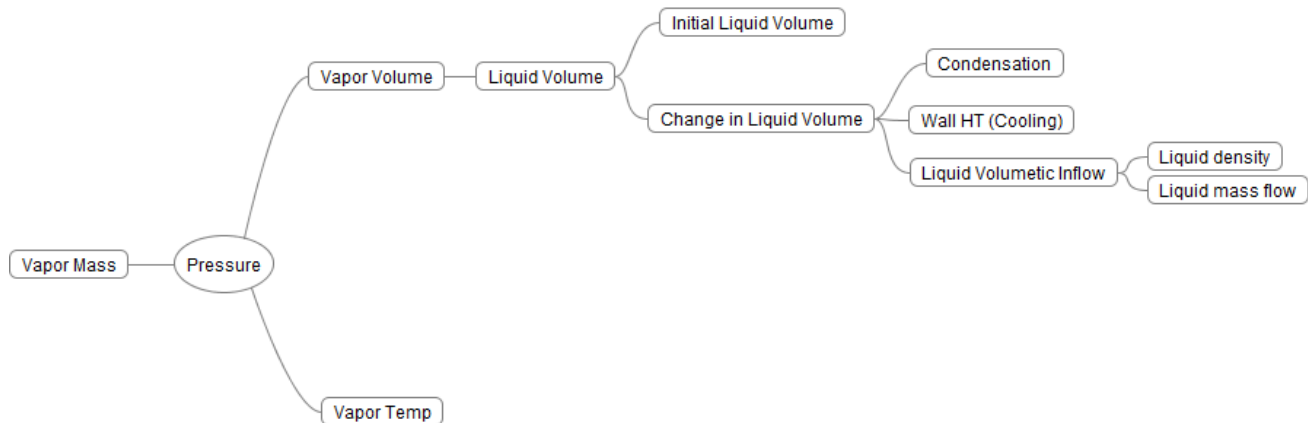 Initial Liquid Volume
Condensation
Vapor Volume
Liquid Volume
Change in Liquid Volume
Wall HT (Cooling)
Liquid density
Liquid Volumetic Inflow
Liquid mass flow
Vapor Mass
Pressure
Vapor Temp